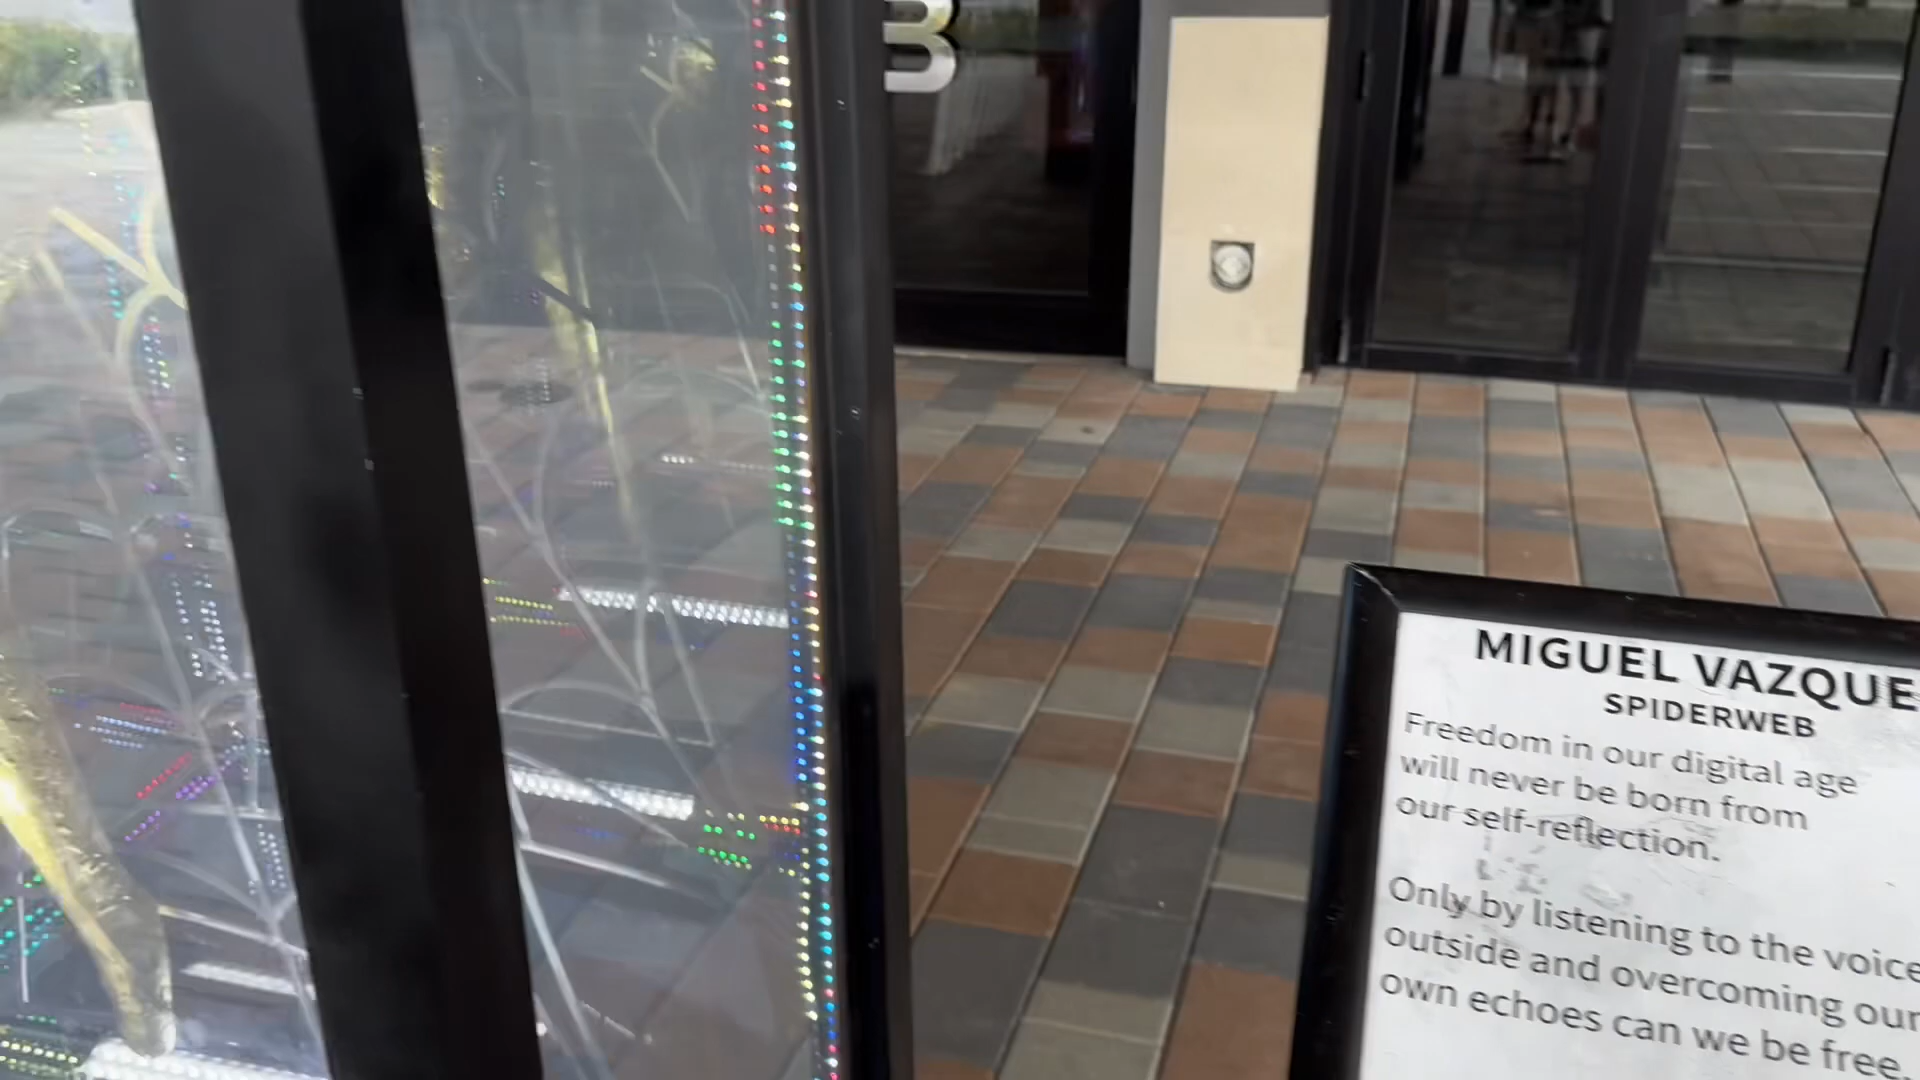 B
MIGUEL VAZQUE
SPIDERWEB
Freedom in our digital age
will never be born from
our self-reflection.
Only by listening to the voice
outside and overcoming our
own echoes can we be free.